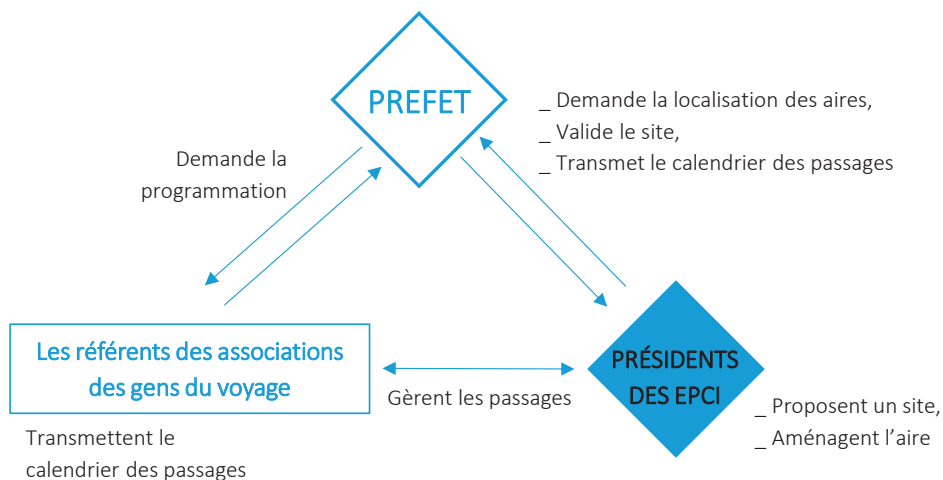 PREFET
_ Demande la localisation des aires,
_ Valide le site,
_ Transmet le calendrier des passages
Demande la
programmation
Les référents des associations
des gens du voyage
Gèrent les passages
PRÉSIDENTS
DES EPCI
_ Proposent un site,
_ Aménagent l’aire
Transmettent le
calendrier des passages